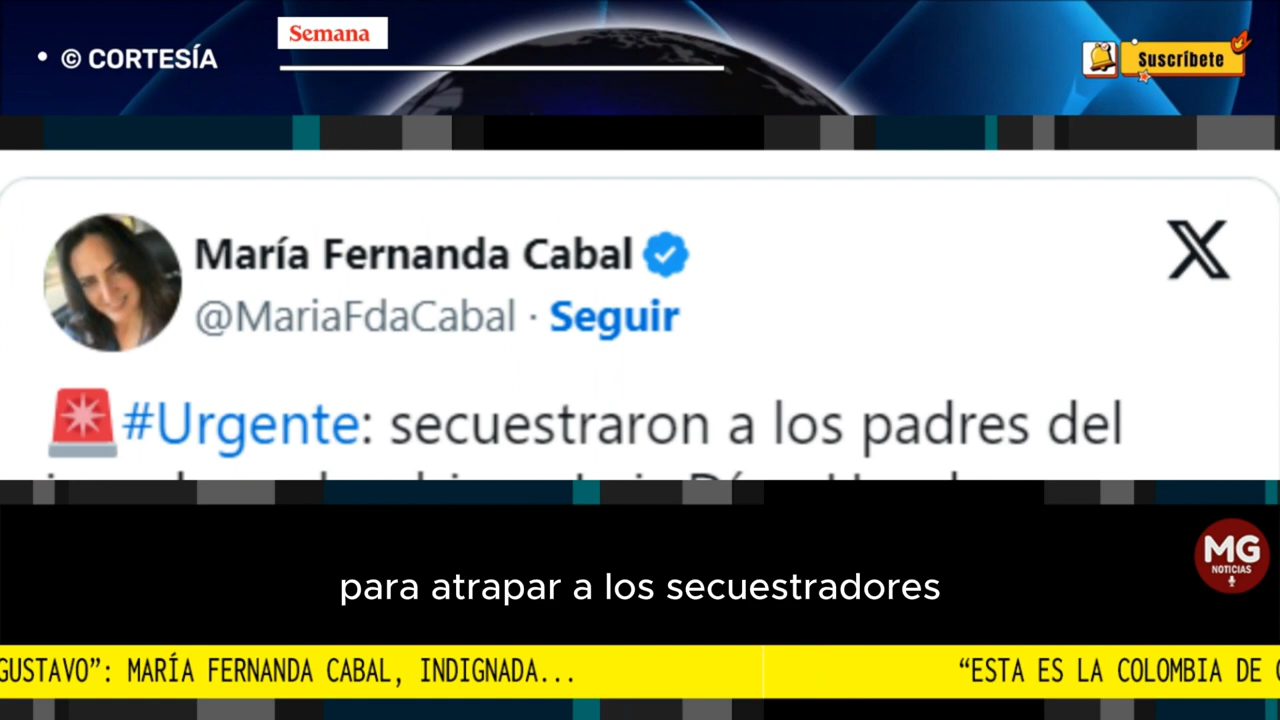 • © CORTESÍA
Semana
Suscríbete
María Fernanda Cabal
@MariaFdaCabal · Seguir
#Urgente: secuestraron a los padres del
MG
NOTICIAS
para atrapar a los secuestradores
GUSTAVO”: MARÍA FERNANDA CABAL, INDIGNADA... “ESTA ES LA COLOMBIA DE